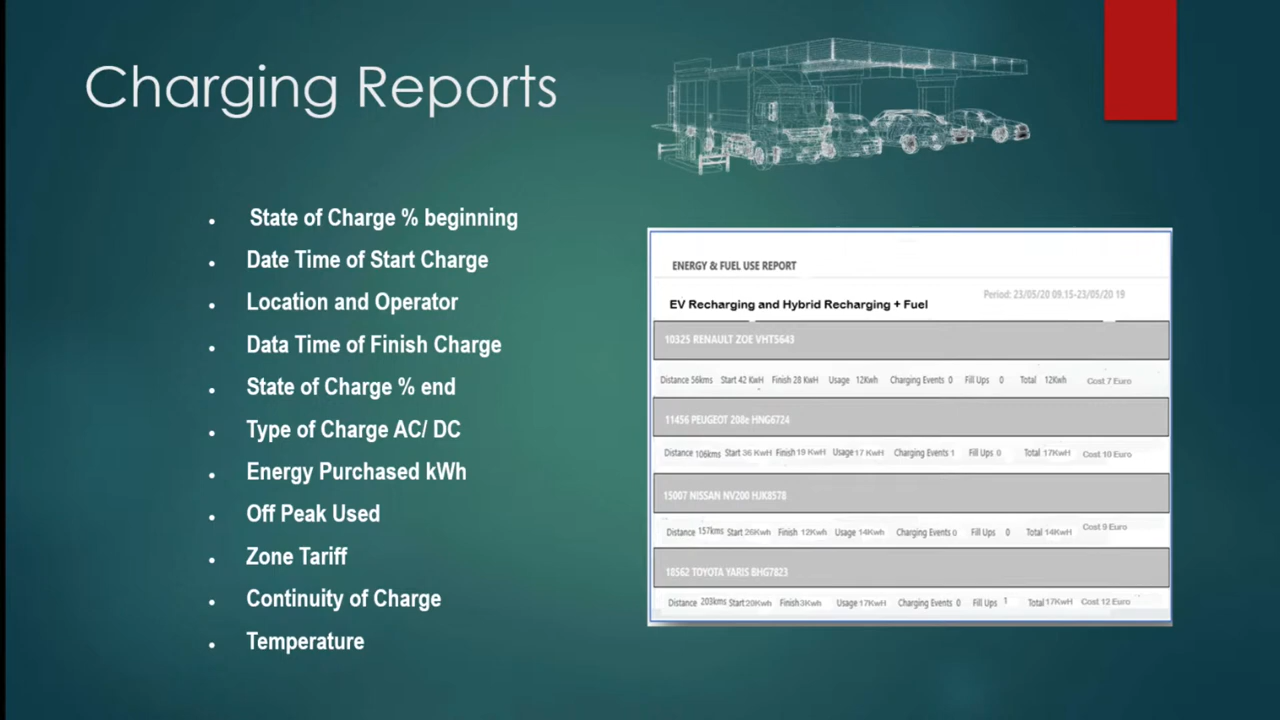 Charging Reports
State of Charge % beginning
Date Time of Start Charge
Location and Operator
Data Time of Finish Charge
State of Charge % end
Type of Charge AC/ DC
Energy Purchased kWh
Off Peak Used
Zone Tariff
Continuity of Charge
Temperature
ENERGY & FUEL USE REPORT
Period: 23/05/20 09.15-23/05/20 19
EV Recharging and Hybrid Recharging + Fuel
10325 RENAULT ZOE VHT5643
Distance 56kms Start 42 KwH Finish 28 KwH Usage 12Kwh Charging Events 0 Fill Ups 0 Total 12Kwh Cost 7 Euro
11456 PEUGEOT 208e HNG6724
Distance 106kms Start 36 KwH Finish 19 KwH Usage 17 KwH Charging Events 1 Fill Ups 0 Total 17KwH Cost 10 Euro
15007 NISSAN NV200 HJK8578
Distance 157kms Start 26Kwh Finish 12Kwh Usage 14Kwh Charging Events 0 Fill Ups 0 Total 14KwH Cost 9 Euro
18562 TOYOTA YARIS BHG7823
Distance 203kms Start 20Kwh Finish 3Kwh Usage 17KwH Charging Events 0 Fill Ups 1 Total 17KwH Cost 12 Euro